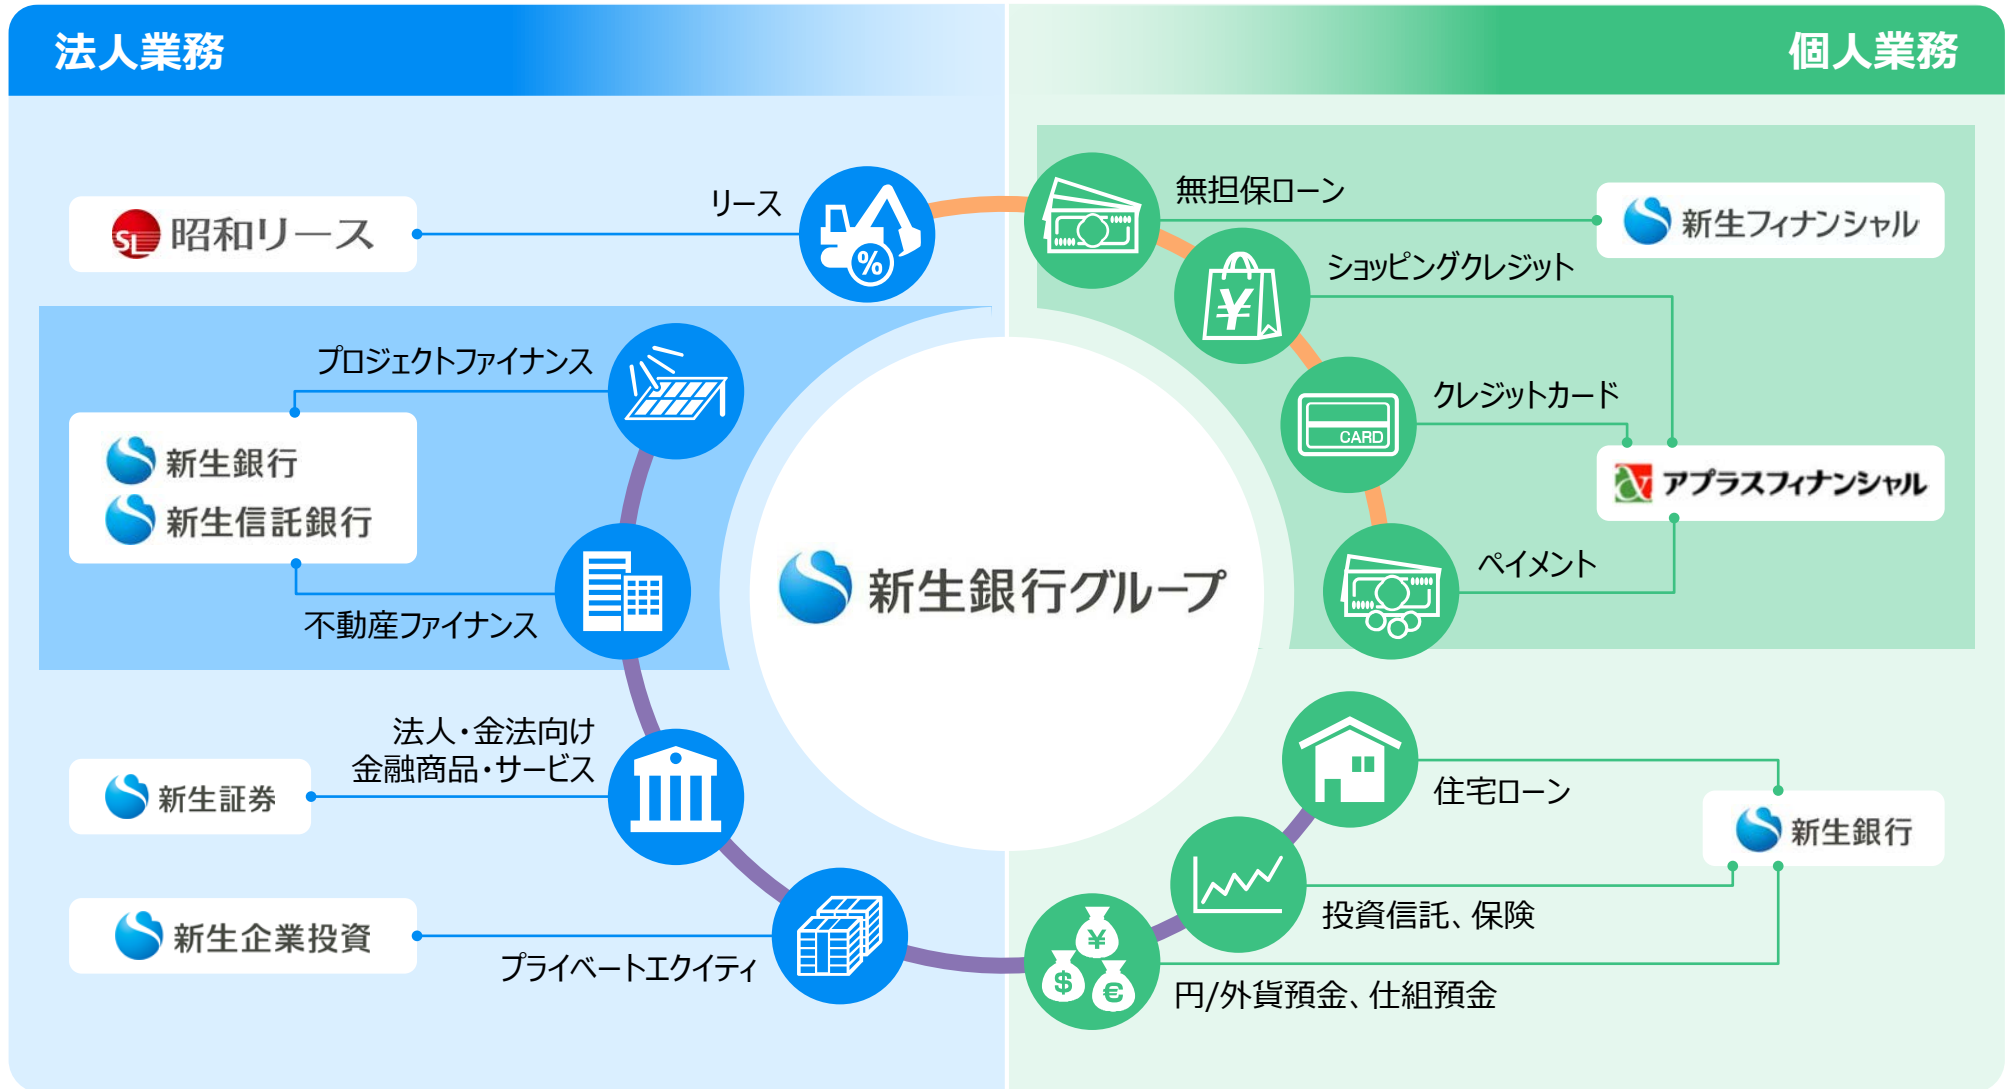 法人業務
個人業務
リース
SL 昭和リース
%
プロジェクトファイナンス
新生銀行
新生信託銀行
不動産ファイナンス
法人・金法向け
金融商品・サービス
新生証券
新生企業投資
プライベートエクイティ
新生銀行グループ
無担保ローン
新生フィナンシャル
ショッピングクレジット
¥
クレジットカード
CARD
アプラスフィナンシャル
ペイメント
住宅ローン
新生銀行
投資信託、保険
¥
$ €
円/外貨預金、仕組預金